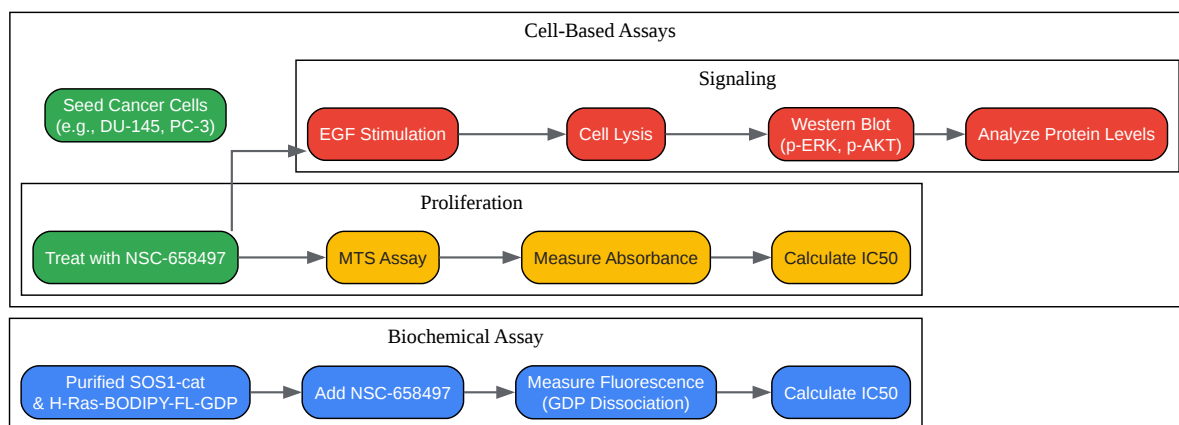 Cell-Based Assays
Signaling
Seed Cancer Cells
(e.g., DU-145, PC-3)
EGF Stimulation
Cell Lysis
Western Blot
(p-ERK, p-AKT)
Analyze Protein Levels
Proliferation
Treat with NSC-658497
MTS Assay
Measure Absorbance
Calculate IC50
Biochemical Assay
Purified SOS1-cat
& H-Ras-BODIPY-FL-GDP
Add NSC-658497
Measure Fluorescence
(GDP Dissociation)
Calculate IC50